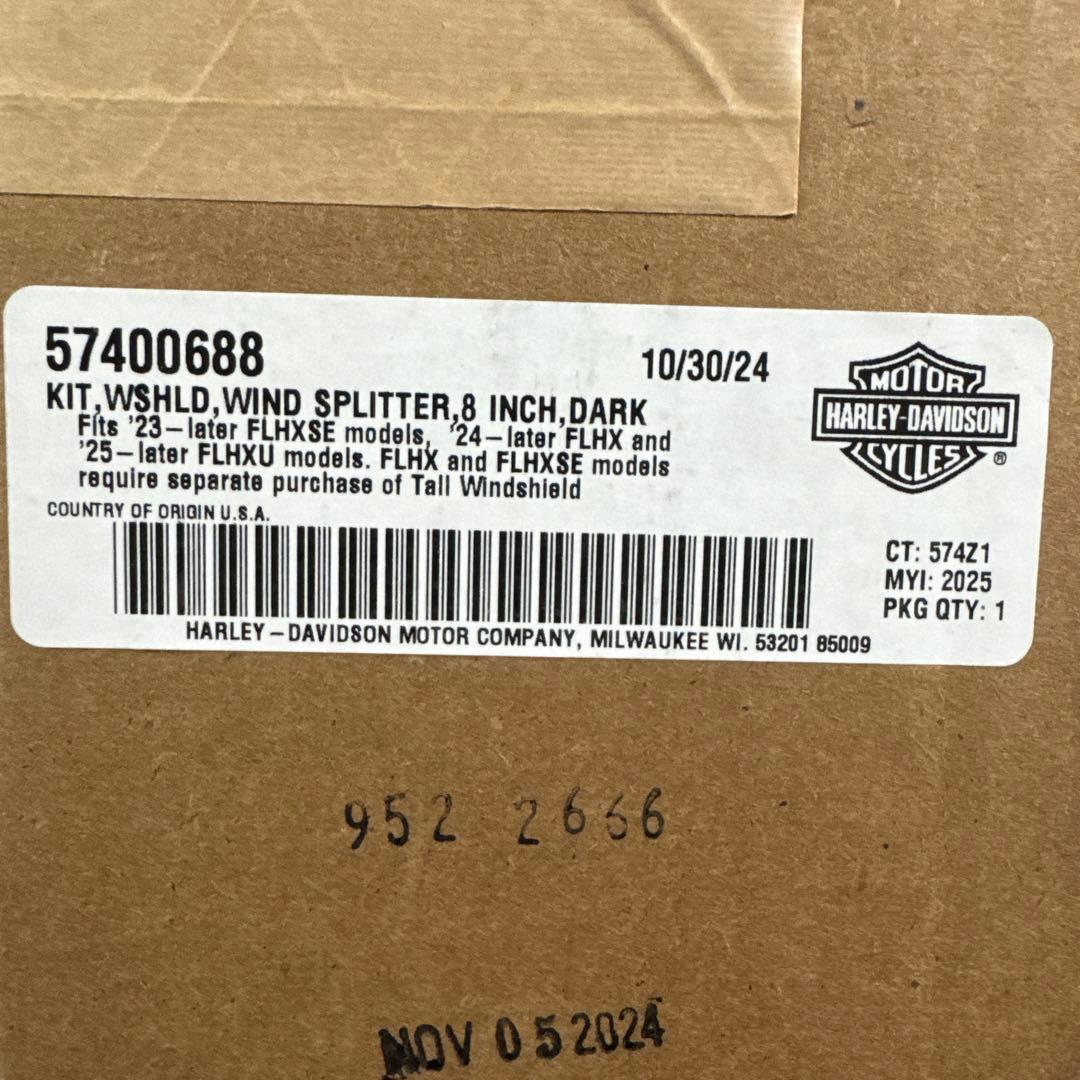 57400688
10/30/24
KIT,WSHLD,WIND SPLITTER,8 INCH,DARK
Fits '23-later FLHXSE models, '24-later FLHX and
'25-later FLHXU models. FLHX and FLHXSE models
require separate purchase of Tall Windshield
COUNTRY OF ORIGIN U.S.A.
HARLEY-DAVIDSON MOTOR COMPANY, MILWAUKEE WI. 53201 85009
MOTOR
HARLEY-DAVIDSON
CYCLES ®
CT: 574Z1
MYI: 2025
PKG QTY: 1
952 2666
NOV 05 2024